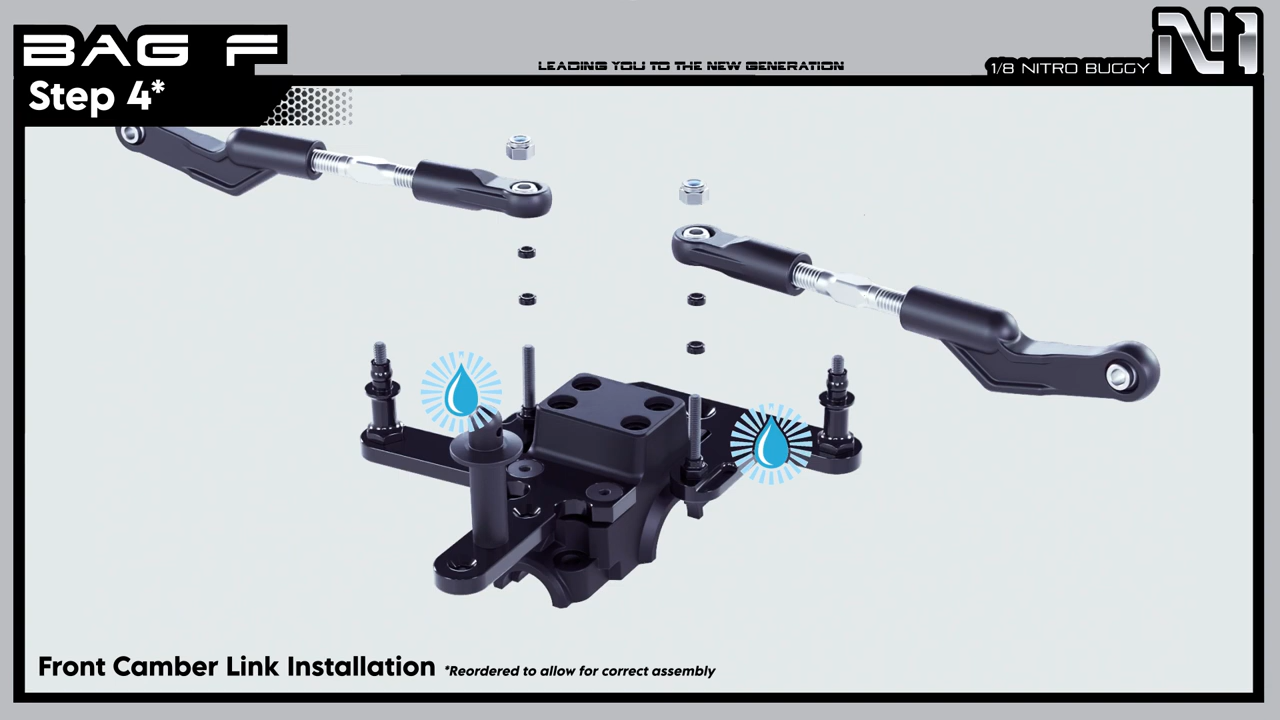 BAG F
Step 4*
LEADING YOU TO THE NEW GENERATION
1/8 NITRO BUGGY N1
Front Camber Link Installation *Reordered to allow for correct assembly